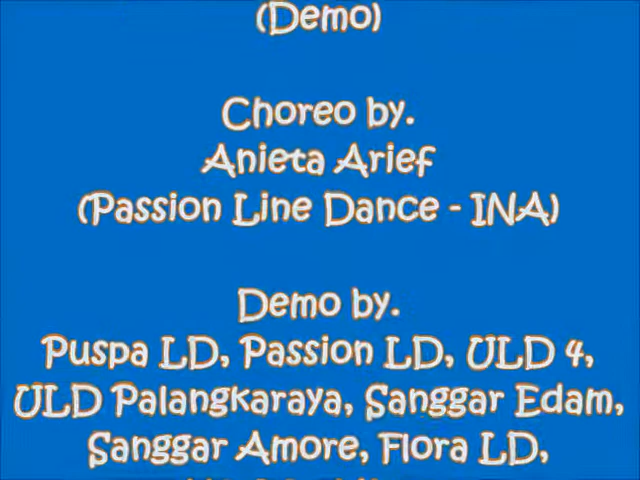 (Demo)
Choreo by.
Anieta Arief
(Passion Line Dance - INA)
Demo by.
Puspa LD, Passion LD, ULD 4,
ULD Palangkaraya, Sanggar Edam,
Sanggar Amore, Flora LD,